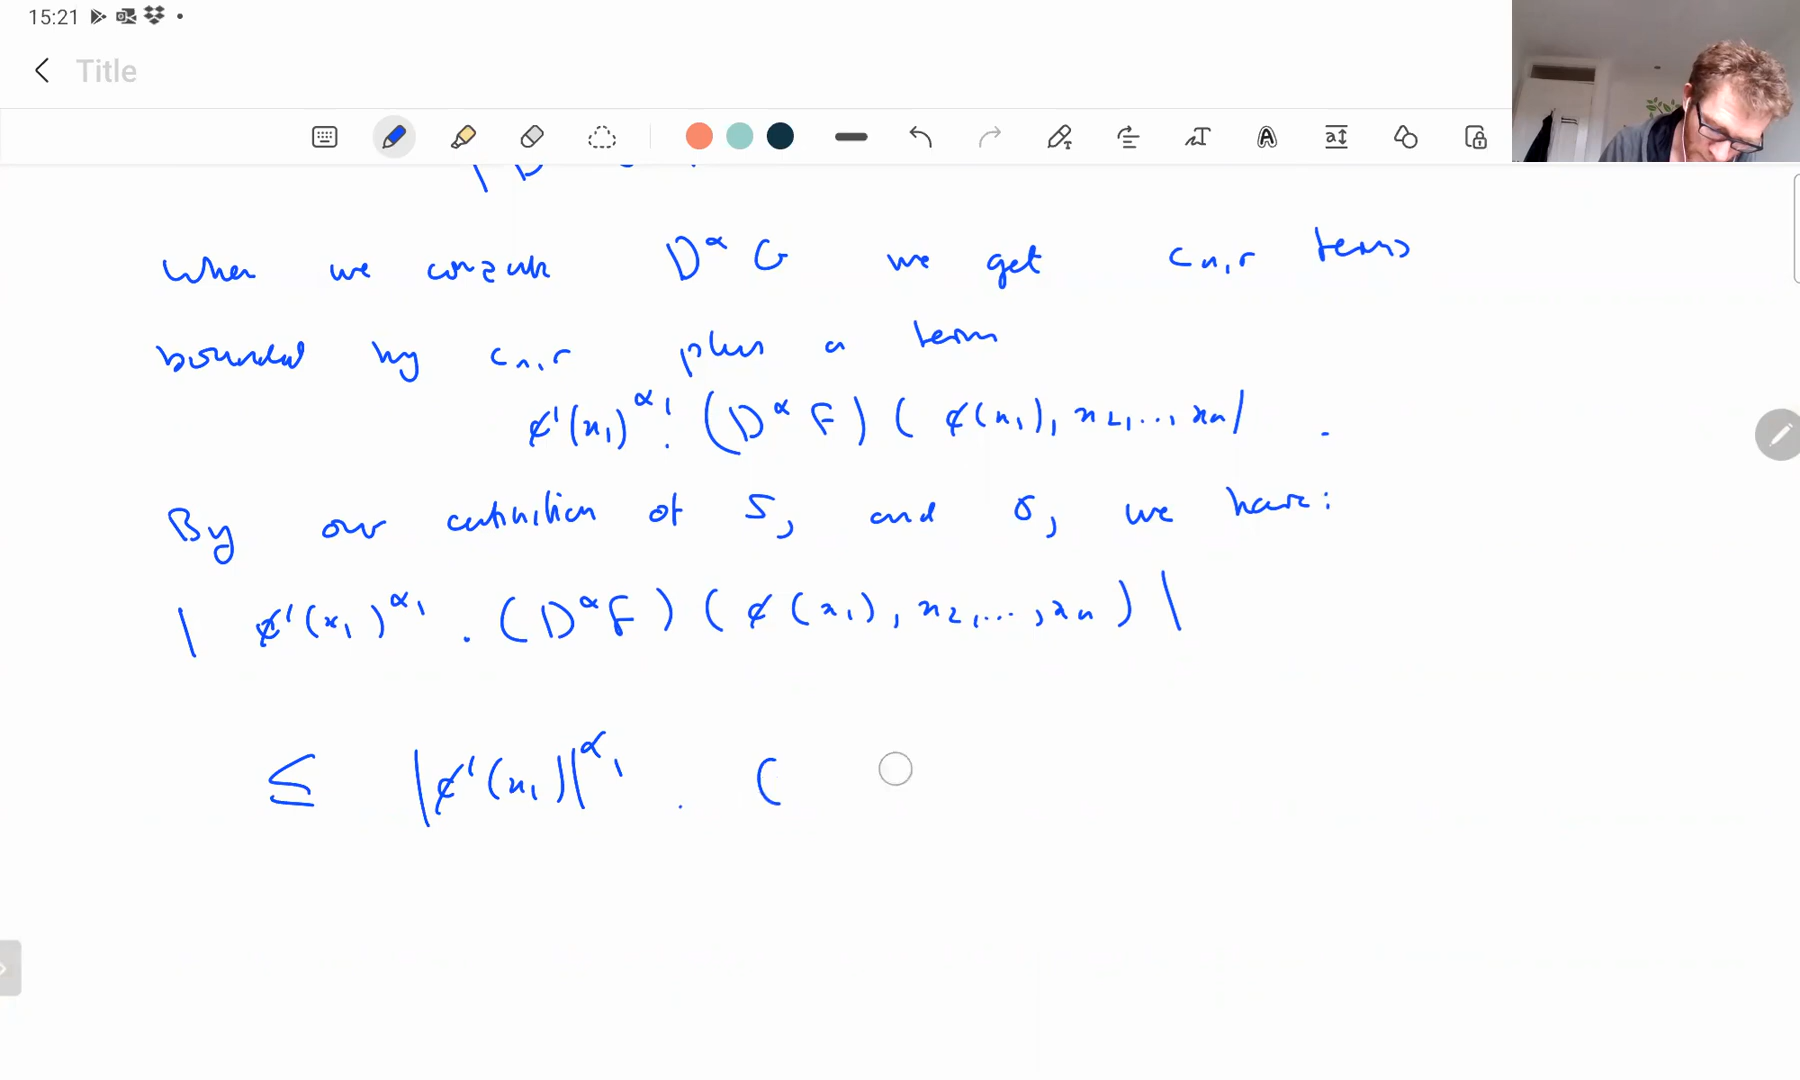 15:21
Title
When we compute D^α G we get c_{n,r} terms
bounded by c_{n,r} plus a term
ϕ'(x_1)^{α_1} . (D^α F) ( ϕ(x_1), x_2, ..., x_n ) .
By our definition of S, and σ, we have:
| ϕ'(x_1)^{α_1} . (D^α F) ( ϕ(x_1), x_2, ..., x_n ) |
≤ |ϕ'(x_1)|^{α_1} . (